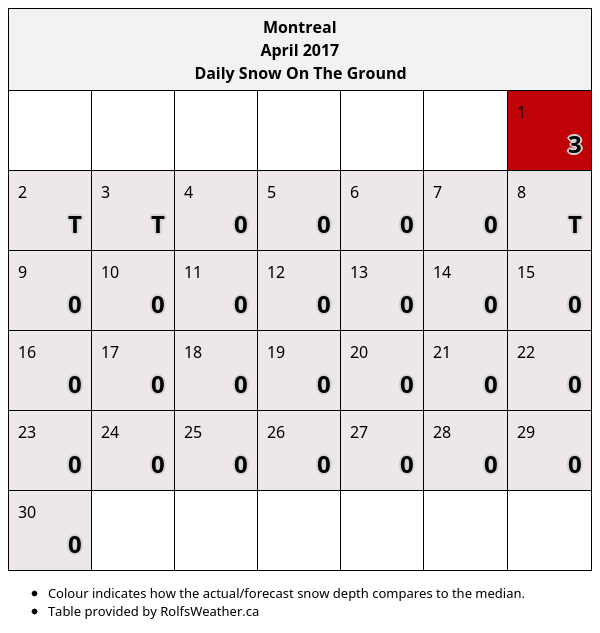 Montreal
April 2017
Daily Snow On The Ground
1
3
2 3 4 5 6 7 8
T T 0 0 0 0 T
9 10 11 12 13 14 15
0 0 0 0 0 0 0
16 17 18 19 20 21 22
0 0 0 0 0 0 0
23 24 25 26 27 28 29
0 0 0 0 0 0 0
30
0
• Colour indicates how the actual/forecast snow depth compares to the median.
• Table provided by RolfsWeather.ca